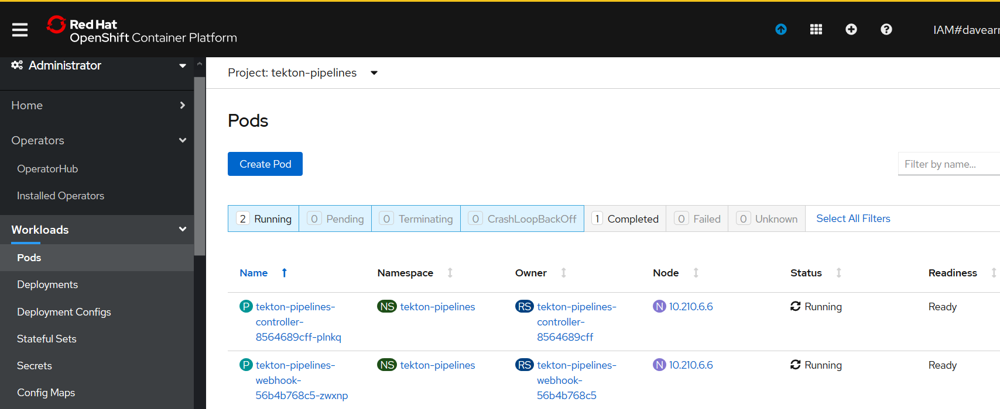 Red Hat
OpenShift Container Platform
IAM#davearn
Administrator
Project: tekton-pipelines
Home
Pods
Operators
OperatorHub
Create Pod
Filter by name...
Installed Operators
2 Running 0 Pending 0 Terminating 0 CrashLoopBackOff 1 Completed 0 Failed 0 Unknown Select All Filters
Workloads
Pods
Deployments
Deployment Configs
Stateful Sets
Secrets
Config Maps
Name Namespace Owner Node Status Readiness
P tekton-pipelines-
controller-
8564689cff-plnkq
NS tekton-pipelines
RS tekton-pipelines-
controller-
8564689cff
N 10.210.6.6
Running
Ready
P tekton-pipelines-
webhook-
56b4b768c5-zwxnp
NS tekton-pipelines
RS tekton-pipelines-
webhook-
56b4b768c5
N 10.210.6.6
Running
Ready